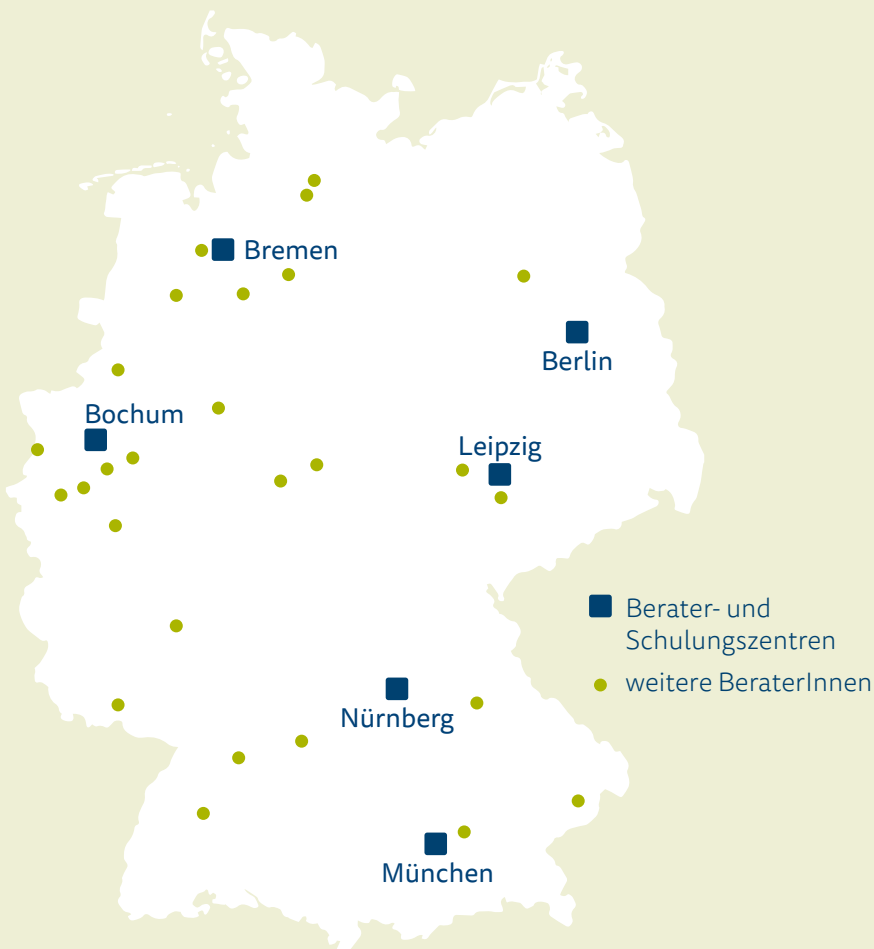 Bremen
Berlin
Bochum
Leipzig
Berater- und
Schulungszentren
weitere BeraterInnen
Nürnberg
München